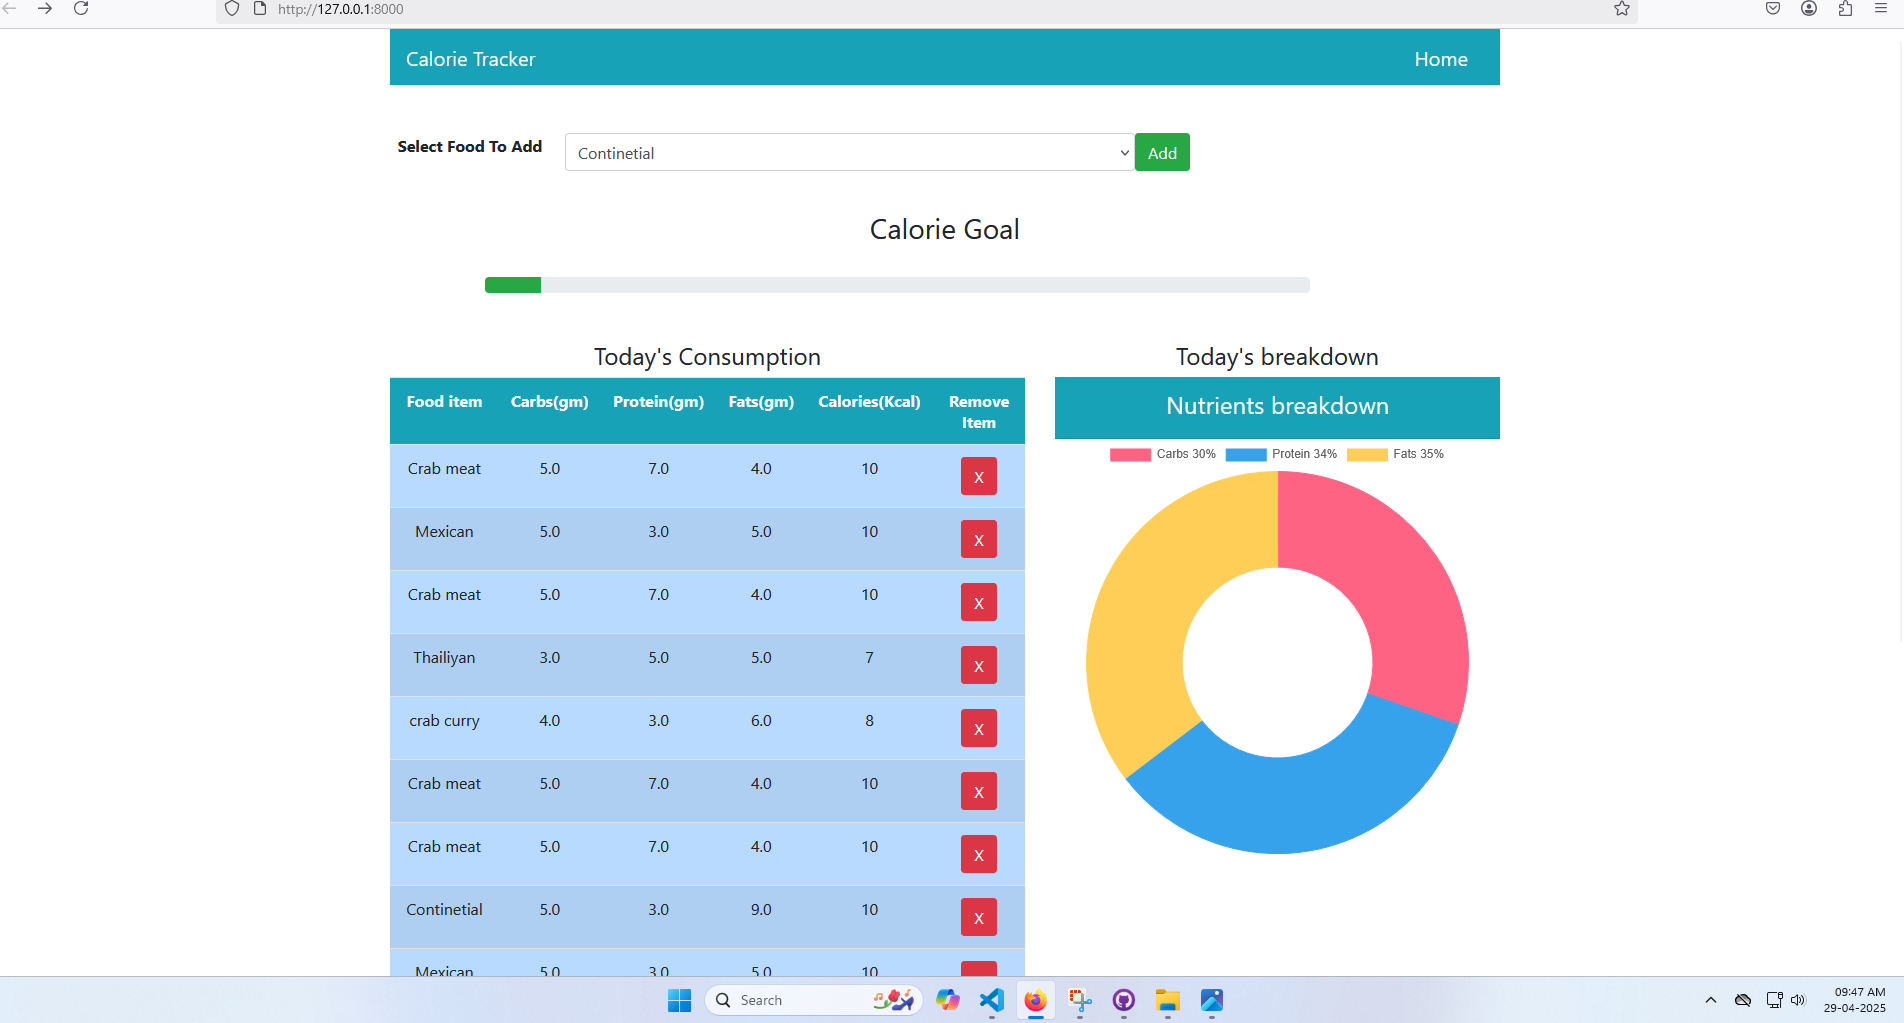 http://127.0.0.1:8000
Calorie Tracker Home
Select Food To Add Continetial Add
Calorie Goal
Today's Consumption
Food item Carbs(gm) Protein(gm) Fats(gm) Calories(Kcal) Remove Item
Crab meat 5.0 7.0 4.0 10 X
Mexican 5.0 3.0 5.0 10 X
Crab meat 5.0 7.0 4.0 10 X
Thailiyan 3.0 5.0 5.0 7 X
crab curry 4.0 3.0 6.0 8 X
Crab meat 5.0 7.0 4.0 10 X
Crab meat 5.0 7.0 4.0 10 X
Continetial 5.0 3.0 9.0 10 X
Mexican 5.0 3.0 5.0 10
Today's breakdown
Nutrients breakdown
Carbs 30% Protein 34% Fats 35%
Search
09:47 AM
29-04-2025